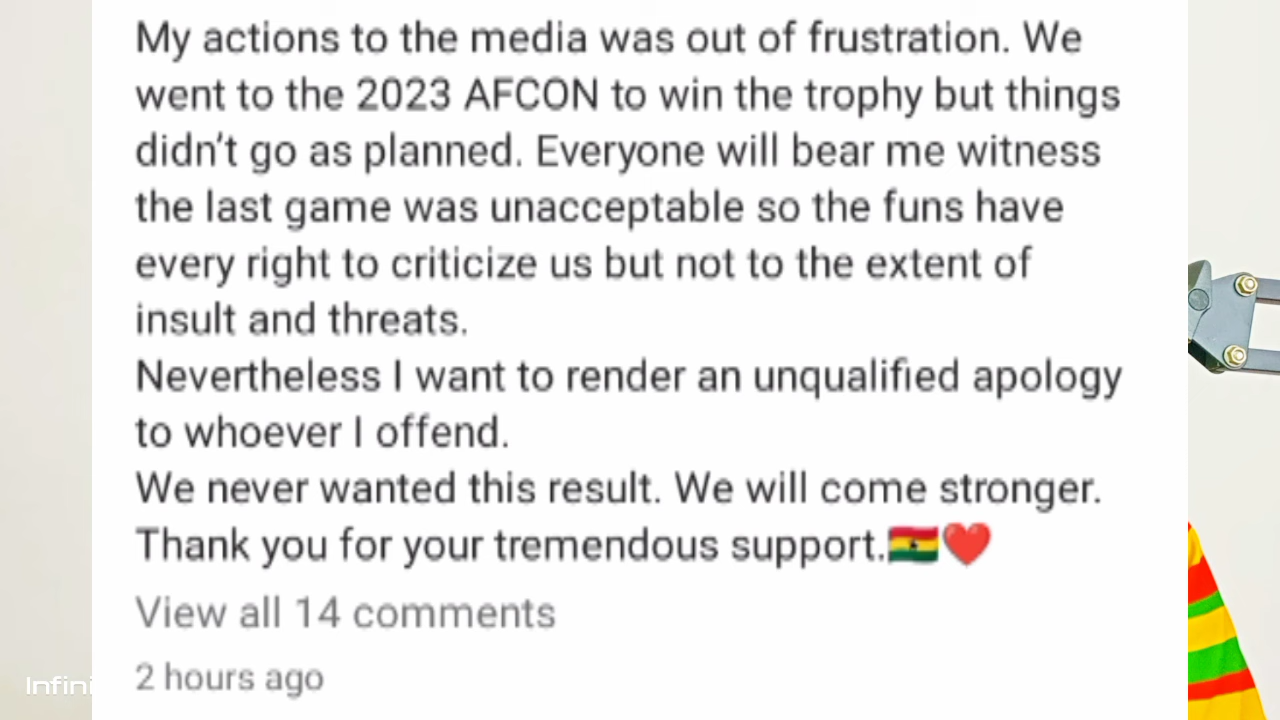 My actions to the media was out of frustration. We
went to the 2023 AFCON to win the trophy but things
didn’t go as planned. Everyone will bear me witness
the last game was unacceptable so the funs have
every right to criticize us but not to the extent of
insult and threats.
Nevertheless I want to render an unqualified apology
to whoever I offend.
We never wanted this result. We will come stronger.
Thank you for your tremendous support.🇬🇭❤️
View all 14 comments
2 hours ago
Infini